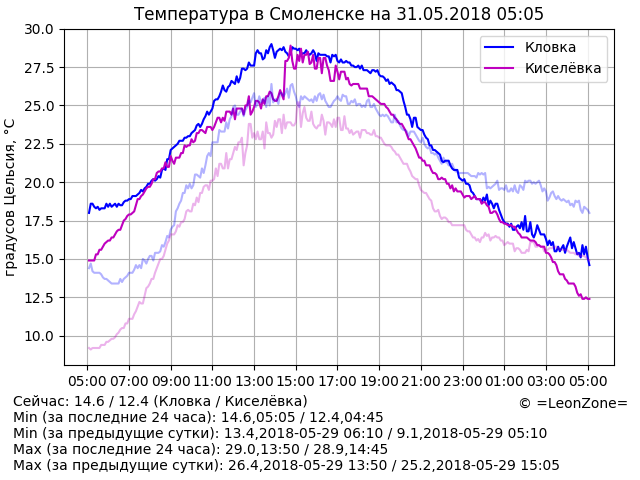 Температура в Смоленске на 31.05.2018 05:05
30.0
27.5
25.0
22.5
20.0
17.5
15.0
12.5
10.0
градусов Цельсия, °C
Кловка
Киселёвка
05:00 07:00 09:00 11:00 13:00 15:00 17:00 19:00 21:00 23:00 01:00 03:00 05:00
Сейчас: 14.6 / 12.4 (Кловка / Киселёвка)
© =LeonZone=
Min (за последние 24 часа): 14.6,05:05 / 12.4,04:45
Min (за предыдущие сутки): 13.4,2018-05-29 06:10 / 9.1,2018-05-29 05:10
Max (за последние 24 часа): 29.0,13:50 / 28.9,14:45
Max (за предыдущие сутки): 26.4,2018-05-29 13:50 / 25.2,2018-05-29 15:05